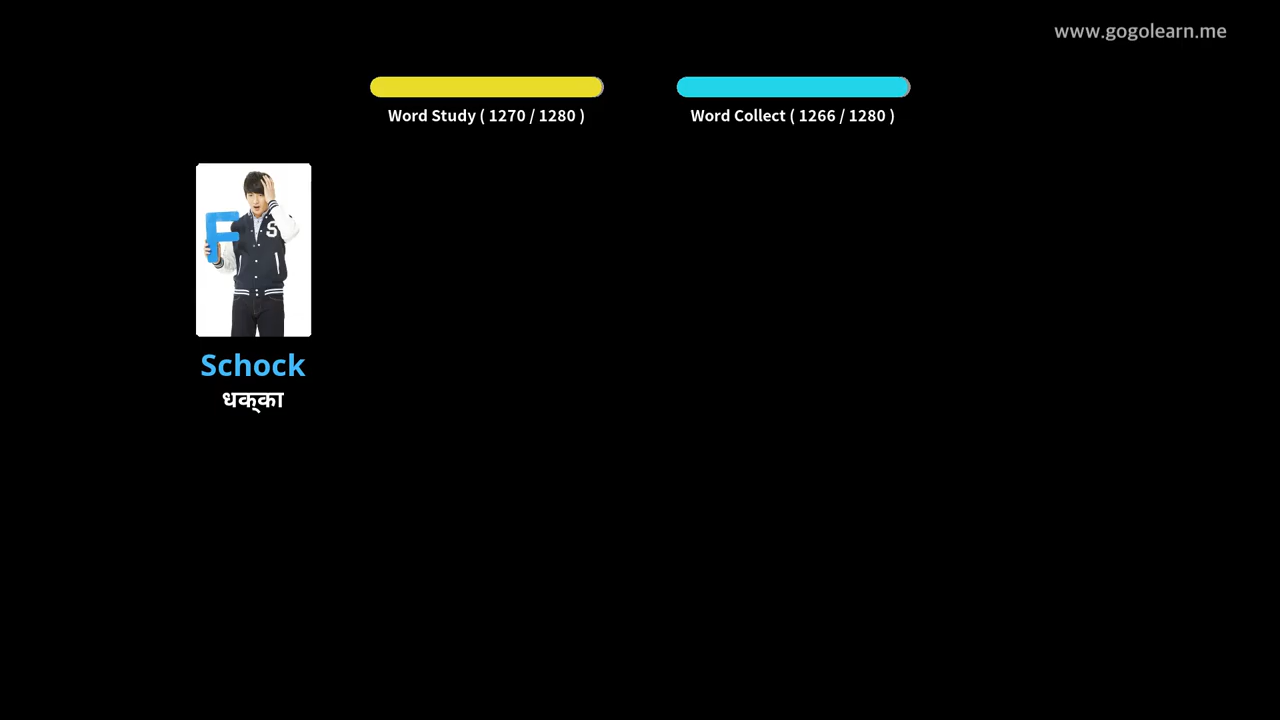 www.gogolearn.me
Word Study ( 1270 / 1280 )
Word Collect ( 1266 / 1280 )
F
S
Schock
धक्का